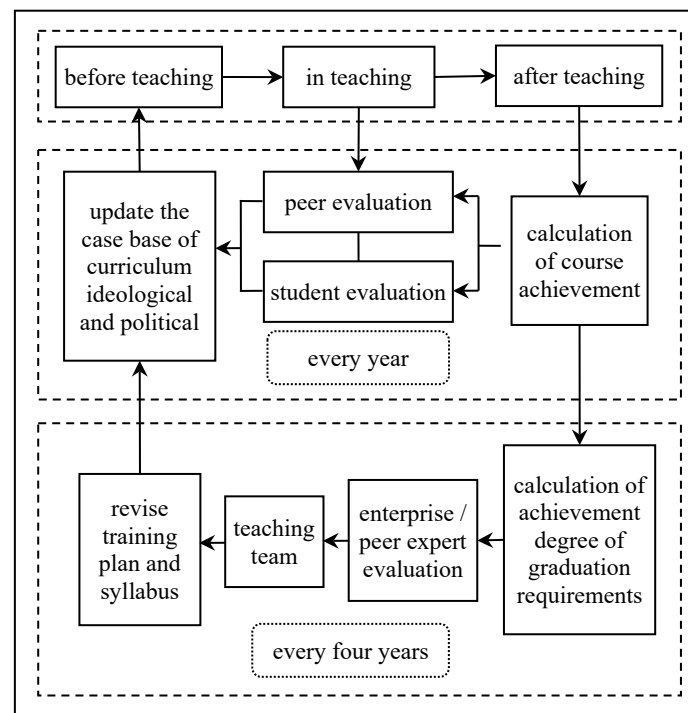 before teaching
in teaching
after teaching
update the
case base of
curriculum
ideological
and political
peer evaluation
student evaluation
calculation
of course
achievement
every year
revise
training
plan and
syllabus
teaching
team
enterprise /
peer expert
evaluation
calculation of
achievement
degree of
graduation
requirements
every four years